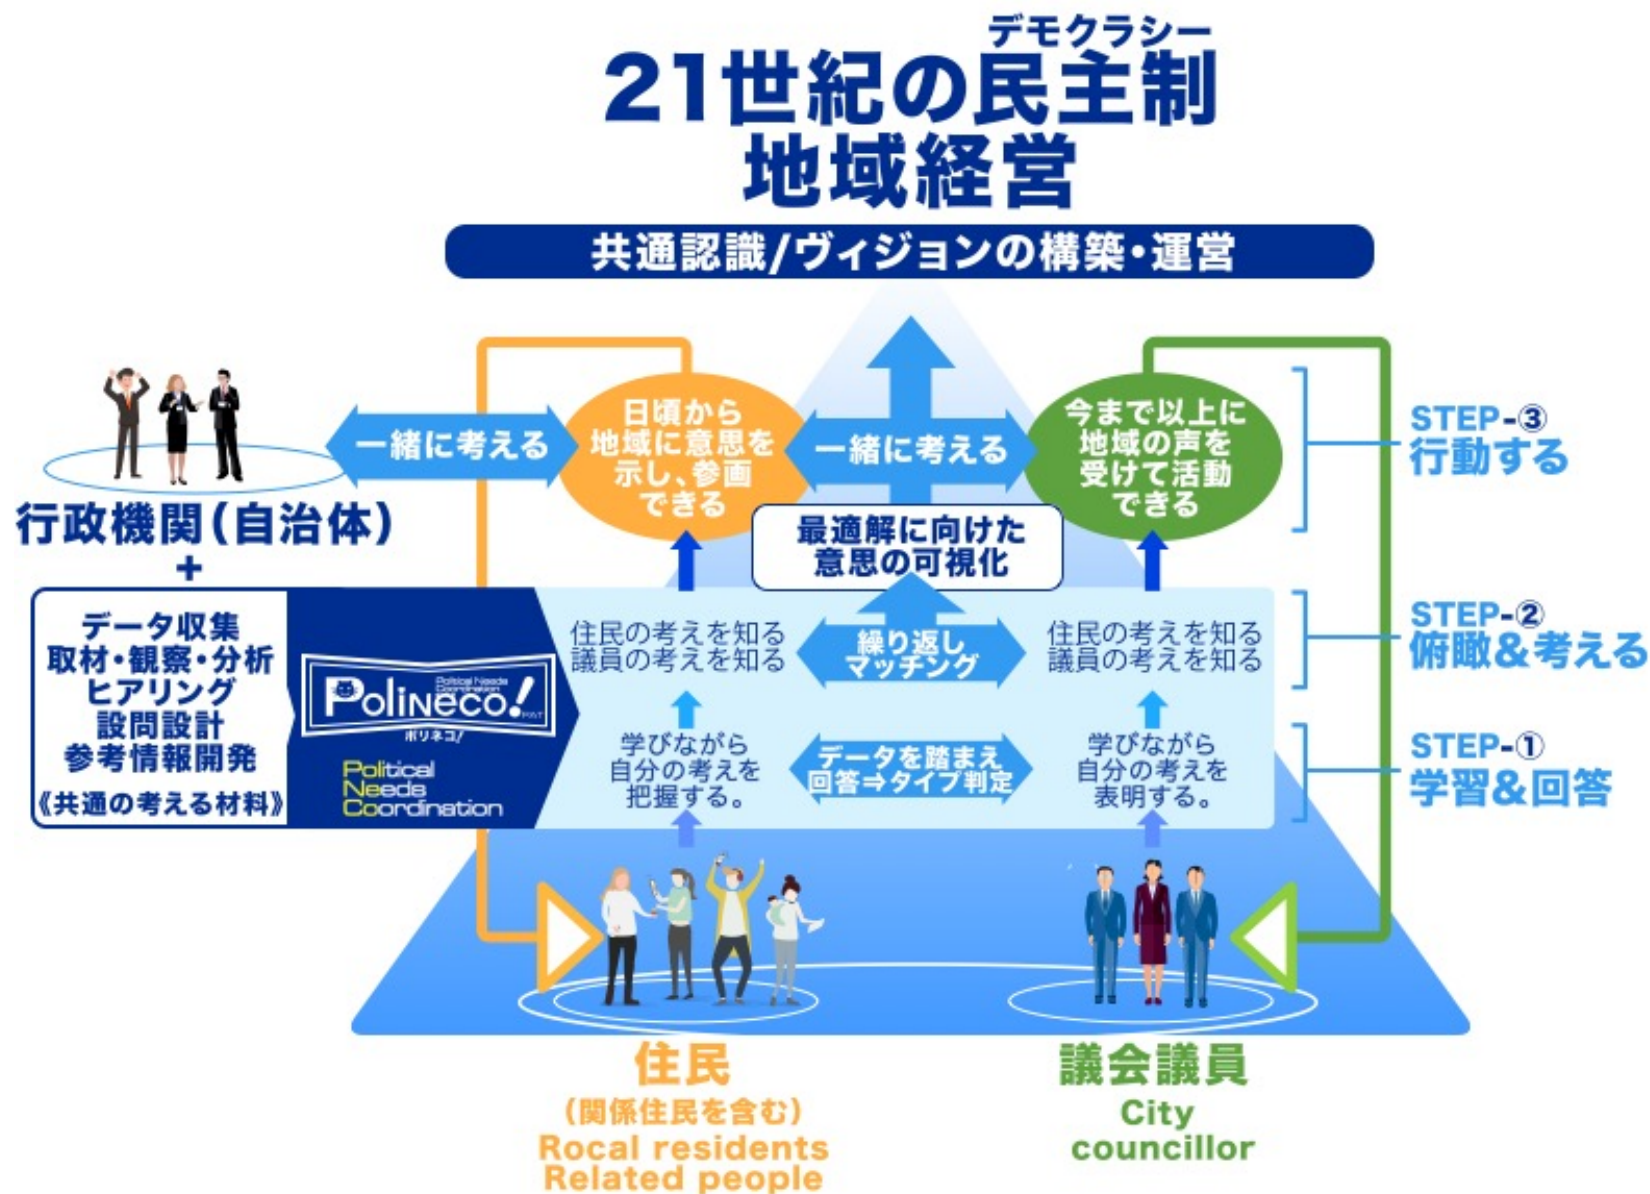 デモクラシー
21世紀の民主制
地域経営
共通認識/ヴィジョンの構築・運営
一緒に考える
日頃から
地域に意思を
示し、参画
できる
一緒に考える
今まで以上に
地域の声を
受けて活動
できる
STEP-③
行動する
行政機関(自治体)
+
最適解に向けた
意思の可視化
データ収集
取材・観察・分析
ヒアリング
設問設計
参考情報開発
《共通の考える材料》
Political Needs
Coordination
PoliNeco!
ポリネコ!
Political
Needs
Coordination
住民の考えを知る
議員の考えを知る
繰り返し
マッチング
住民の考えを知る
議員の考えを知る
STEP-②
俯瞰&考える
学びながら
自分の考えを
把握する。
データを踏まえ
回答⇒タイプ判定
学びながら
自分の考えを
表明する。
STEP-①
学習&回答
住民
(関係住民を含む)
Rocal residents
Related people
議会議員
City
councillor